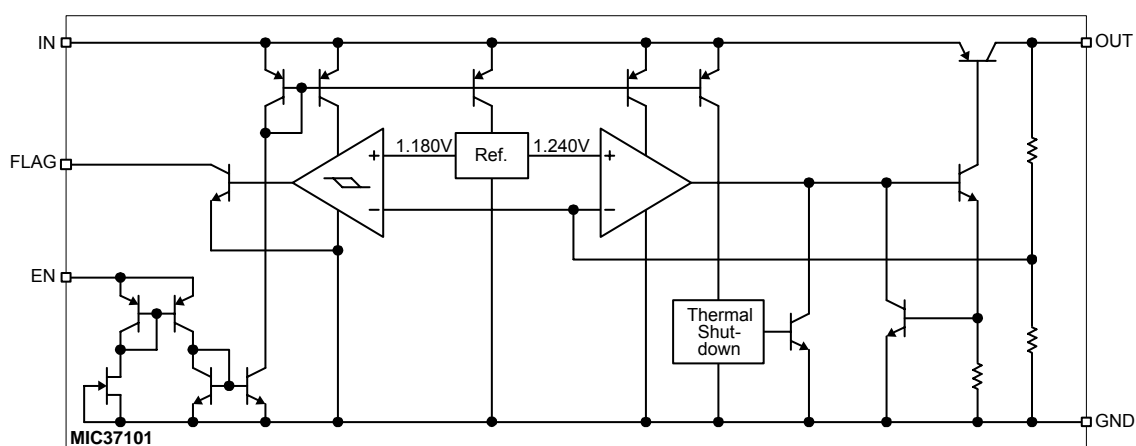 IN
OUT
FLAG
1.180V
Ref.
1.240V
EN
Thermal
Shut-
down
GND
MIC37101